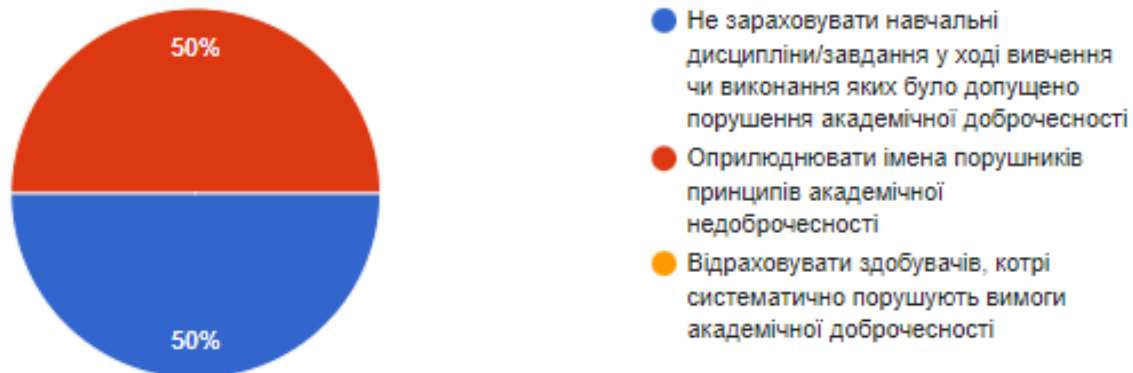 50%
50%
Не зараховувати навчальні
дисципліни/завдання у ході вивчення
чи виконання яких було допущено
порушення академічної доброчесності
Оприлюднювати імена порушників
принципів академічної
недоброчесності
Відраховувати здобувачів, котрі
систематично порушують вимоги
академічної доброчесності